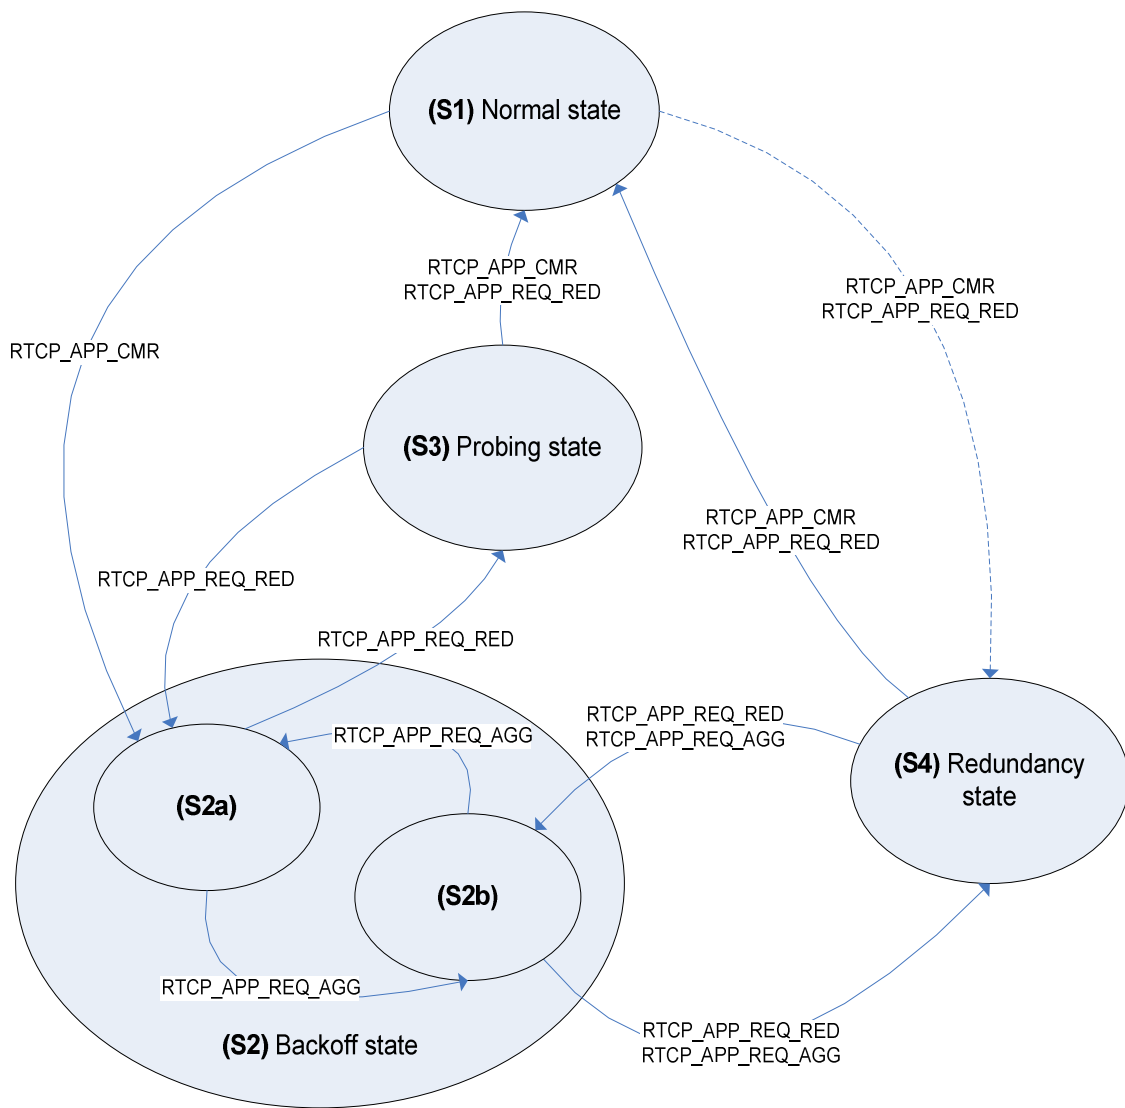 (S1) Normal state
RTCP_APP_CMR
RTCP_APP_REQ_RED
RTCP_APP_CMR
RTCP_APP_REQ_RED
RTCP_APP_CMR
(S3) Probing state
RTCP_APP_CMR
RTCP_APP_REQ_RED
RTCP_APP_REQ_RED
RTCP_APP_REQ_RED
RTCP_APP_REQ_RED
RTCP_APP_REQ_AGG
RTCP_APP_REQ_AGG
(S4) Redundancy
state
(S2a)
(S2b)
RTCP_APP_REQ_AGG
(S2) Backoff state
RTCP_APP_REQ_RED
RTCP_APP_REQ_AGG